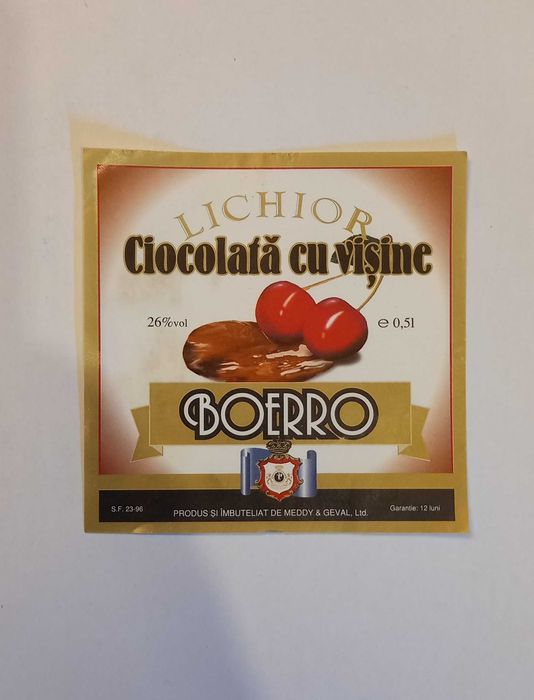 LICHIOR
Ciocolată cu vișine
26%vol
e 0,5l
BOERRO
P
S.F. 23-96
PRODUS ȘI ÎMBUTELIAT DE MEDDY & GEVAL, Ltd.
Garantie: 12 luni